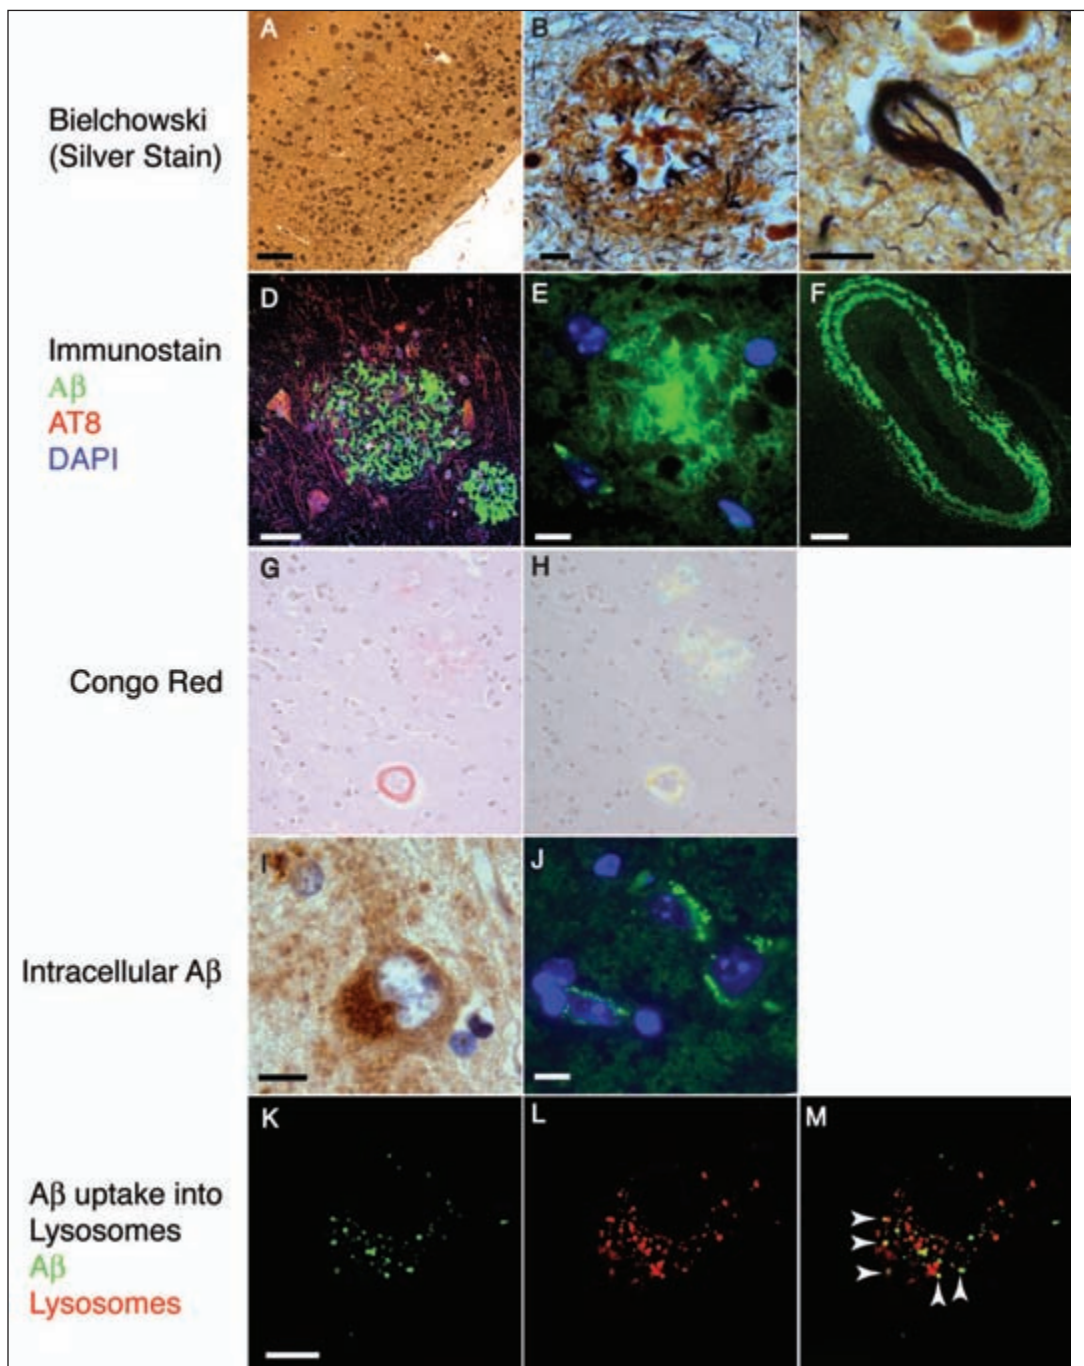 A
B
Bielchowski
(Silver Stain)
D
E
F
Immunostain
Aβ
AT8
DAPI
G
H
Congo Red
I
J
Intracellular Aβ
K
L
M
Aβ uptake into
Lysosomes
Aβ
Lysosomes